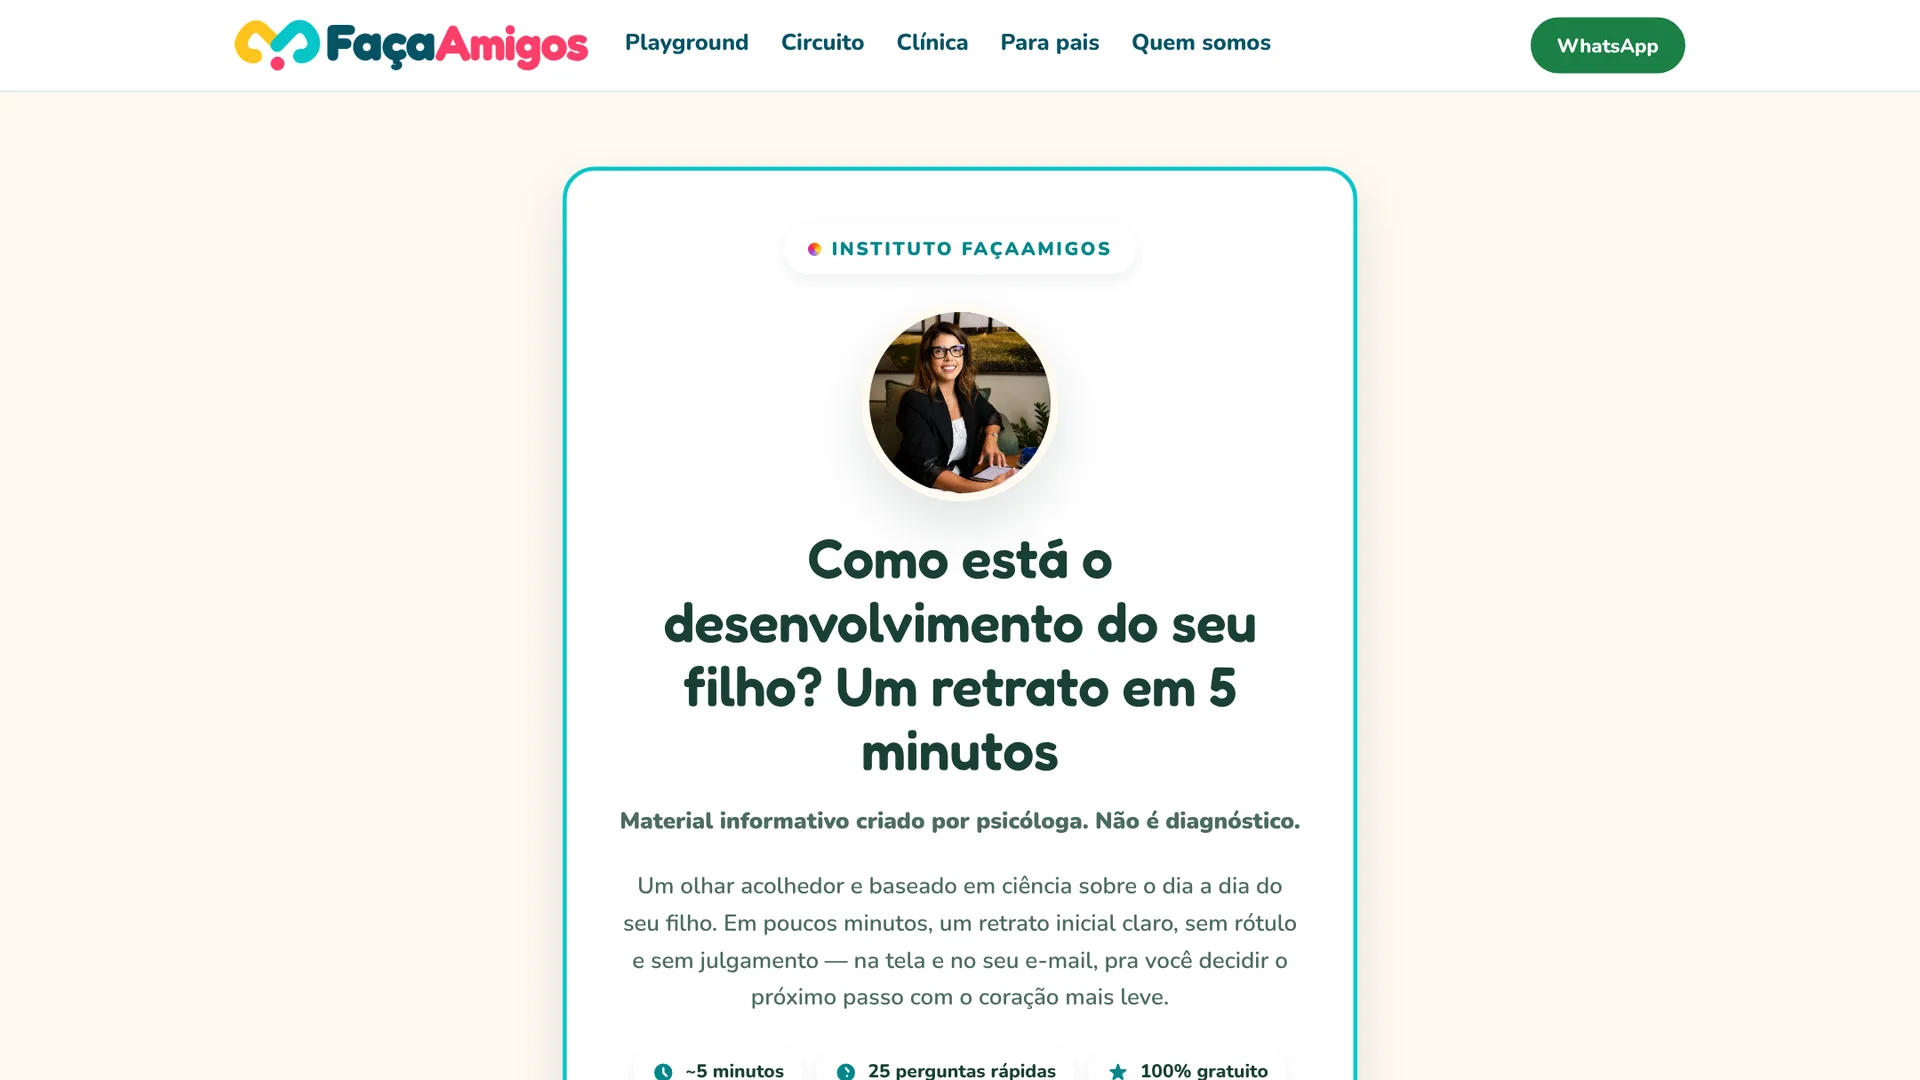 FaçaAmigos
Playground
Circuito
Clínica
Para pais
Quem somos
WhatsApp
INSTITUTO FAÇAAMIGOS
Como está o
desenvolvimento do seu
filho? Um retrato em 5
minutos
Material informativo criado por psicóloga. Não é diagnóstico.
Um olhar acolhedor e baseado em ciência sobre o dia a dia do
seu filho. Em poucos minutos, um retrato inicial claro, sem rótulo
e sem julgamento — na tela e no seu e-mail, pra você decidir o
próximo passo com o coração mais leve.
~5 minutos
25 perguntas rápidas
100% gratuito